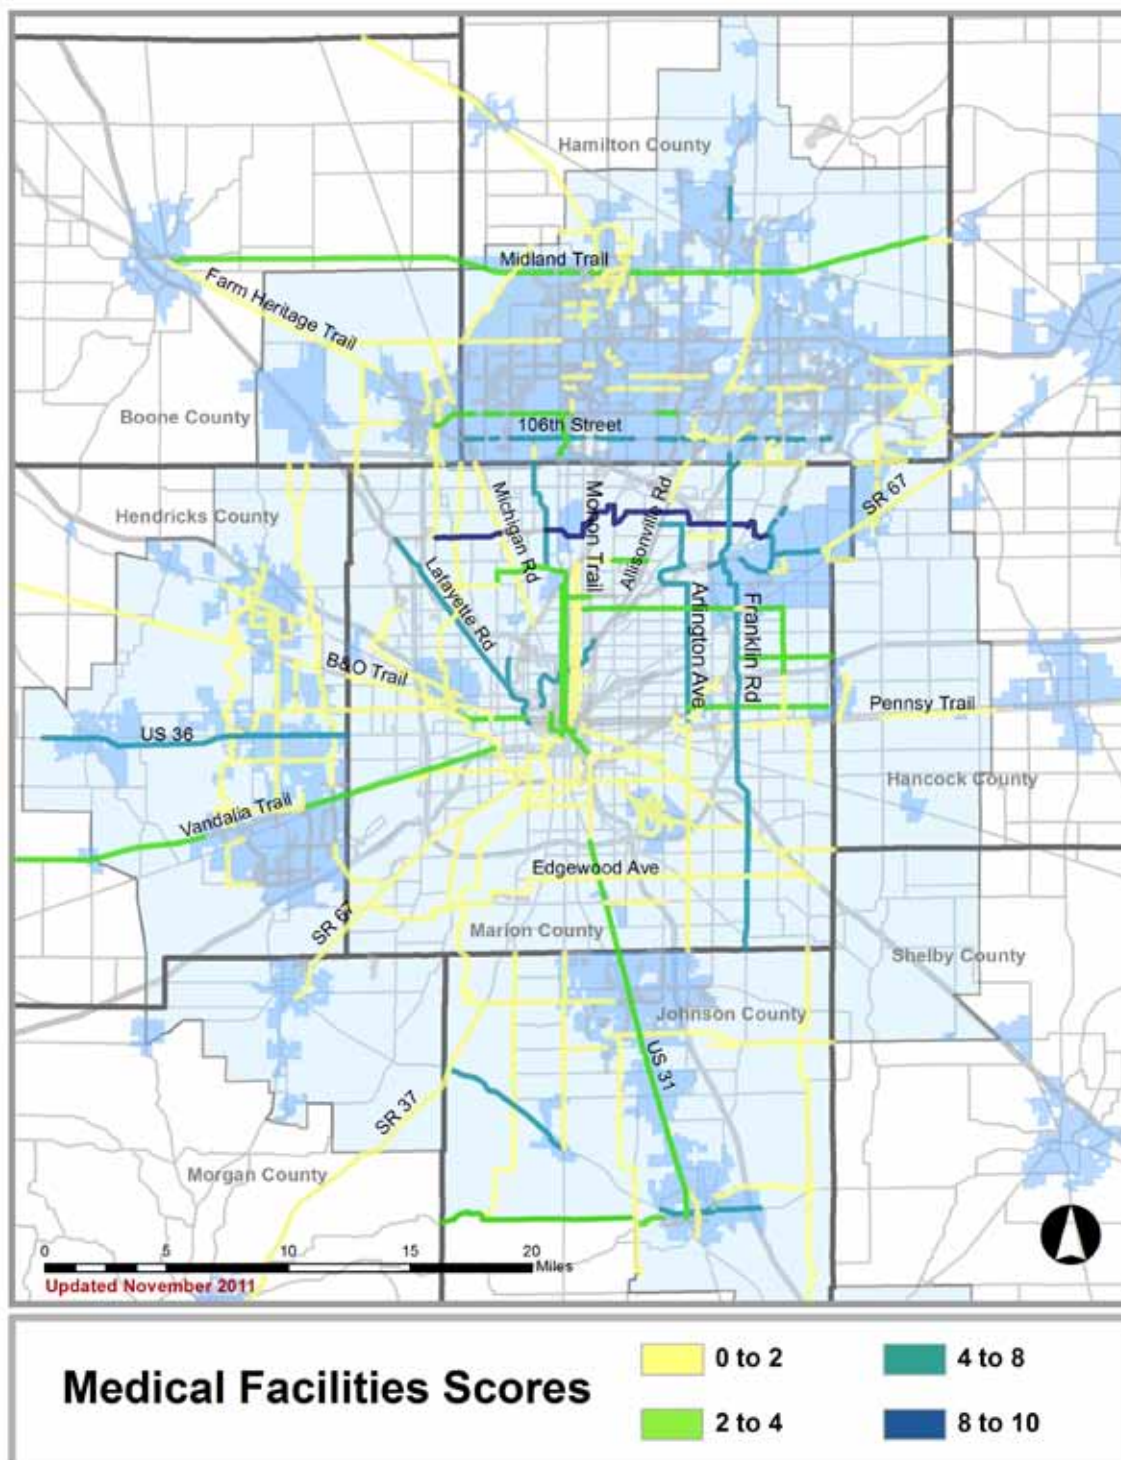 Hamilton County
Midland Trail
Farm Heritage
Trail
Boone County
106th Street
Hendricks County
Michigan Rd
Monon Trail
Allisonville Rd
SR 67
Lafayette Rd
Arlington Ave
Franklin Rd
B&O Trail
US 36
Pennsy Trail
Hancock County
Vandalia Trail
Edgewood Ave
SR 67
Marion County
Shelby County
Johnson County
US 31
SR 37
Morgan County
0 5 10 15 20
Miles
Updated November 2011
Medical Facilities Scores
0 to 2
4 to 8
2 to 4
8 to 10